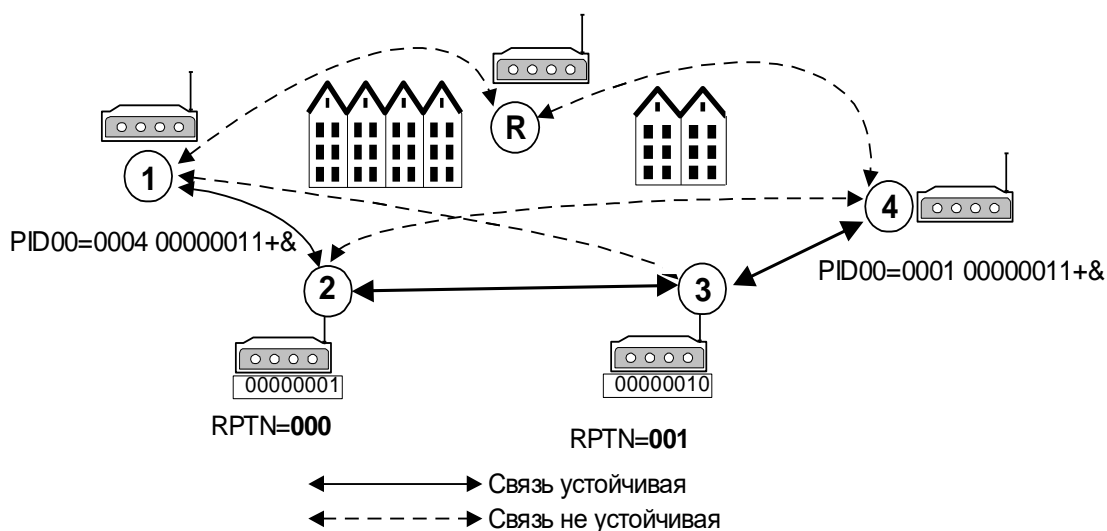 R
1
4
PID00=0004 00000011+&
PID00=0001 00000011+&
2
3
00000001
00000010
RPTN=000
RPTN=001
Связь устойчивая
Связь не устойчивая